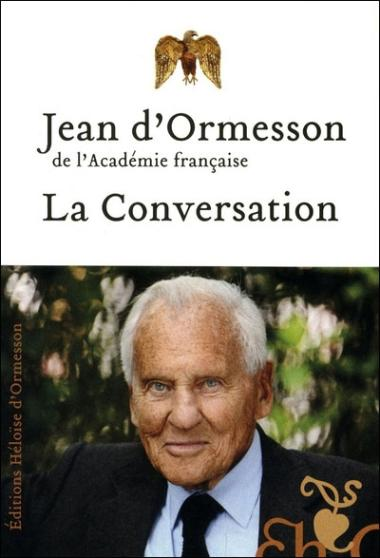 Jean d'Ormesson
de l'Académie française
La Conversation
Éditions Héloïse d'Ormesson